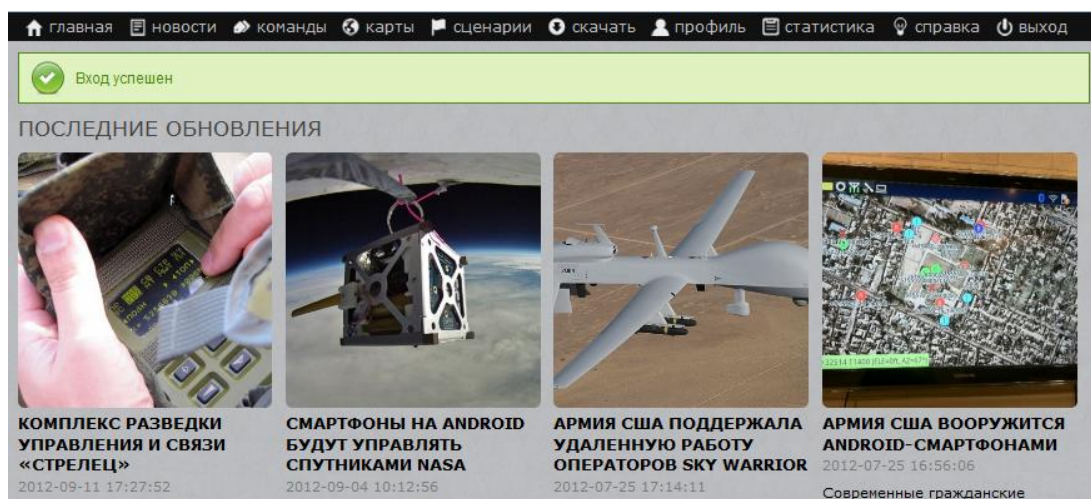 главная новости команды карты сценарии скачать профиль статистика справка выход
Вход успешен
ПОСЛЕДНИЕ ОБНОВЛЕНИЯ
КОМПЛЕКС РАЗВЕДКИ
УПРАВЛЕНИЯ И СВЯЗИ
«СТРЕЛЕЦ»
2012-09-11 17:27:52
СМАРТФОНЫ НА ANDROID
БУДУТ УПРАВЛЯТЬ
СПУТНИКАМИ NASA
2012-09-04 10:12:56
АРМИЯ США ПОДДЕРЖАЛА
УДАЛЕННУЮ РАБОТУ
ОПЕРАТОРОВ SKY WARRIOR
2012-07-25 17:14:11
АРМИЯ США ВООРУЖИТСЯ
ANDROID-СМАРТФОНАМИ
2012-07-25 16:56:06
Современные гражданские